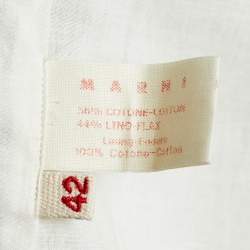 MARNI
56% COTONE-COTTON
44% LINO-FLAX
100% Cotone-Cotton
42